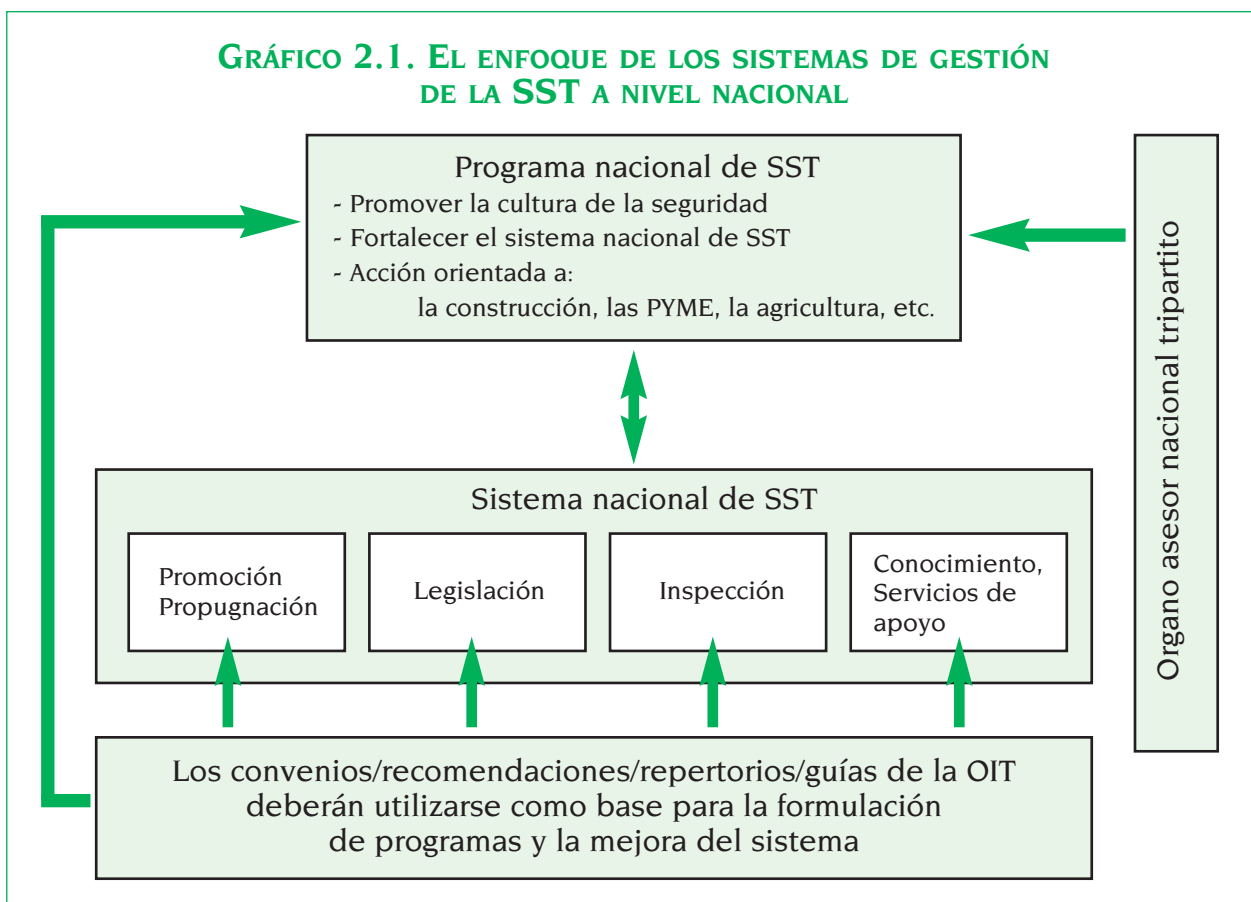 GRÁFICO 2.1. EL ENFOQUE DE LOS SISTEMAS DE GESTIÓN
DE LA SST A NIVEL NACIONAL
Programa nacional de SST
- Promover la cultura de la seguridad
- Fortalecer el sistema nacional de SST
- Acción orientada a:
la construcción, las PYME, la agricultura, etc.
Organo asesor nacional tripartito
Sistema nacional de SST
Promoción
Propugnación
Legislación
Inspección
Conocimiento,
Servicios de
apoyo
Los convenios/recomendaciones/repertorios/guías de la OIT
deberán utilizarse como base para la formulación
de programas y la mejora del sistema